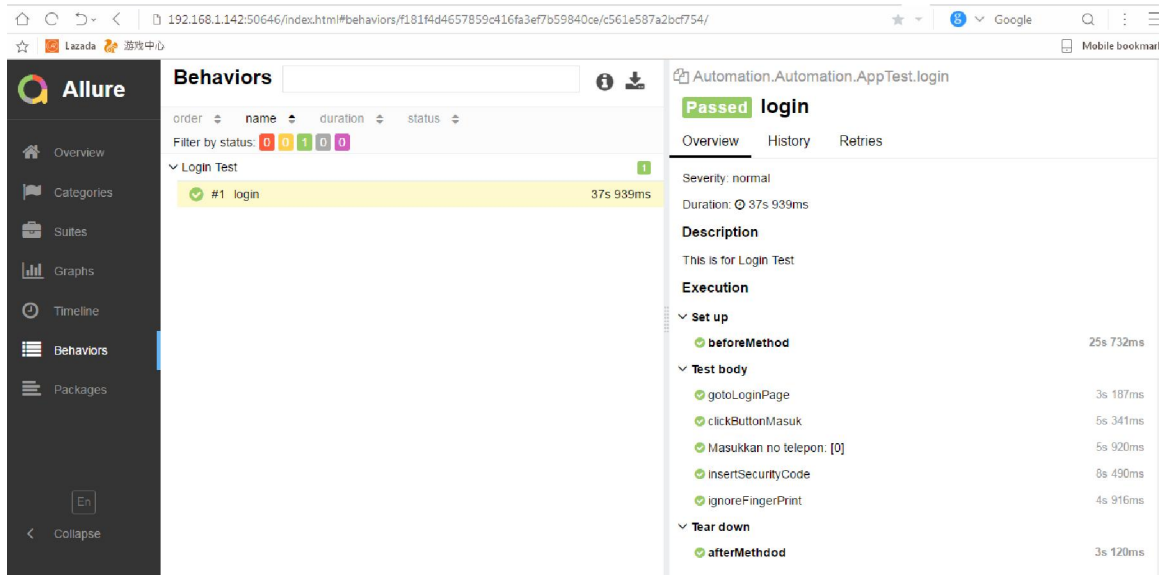 192.168.1.142:50646/index.html#behaviors/f181f4d4657859c416fa3ef7b59840ce/c561e587a2bcf754/
Google
Lazada 游戏中心
Mobile bookmar
Allure
Overview
Categories
Suites
Graphs
Timeline
Behaviors
Packages
En
Collapse
Behaviors
order name duration status
Filter by status: 0 0 1 0 0
Login Test 1
#1 login 37s 939ms
Automation.Automation.AppTest.login
Passed login
Overview History Retries
Severity: normal
Duration: 37s 939ms
Description
This is for Login Test
Execution
Set up
beforeMethod 25s 732ms
Test body
gotoLoginPage 3s 187ms
clickButtonMasuk 5s 341ms
Masukkan no telepon: [0] 5s 920ms
insertSecurityCode 8s 490ms
ignoreFingerPrint 4s 916ms
Tear down
afterMethdod 3s 120ms